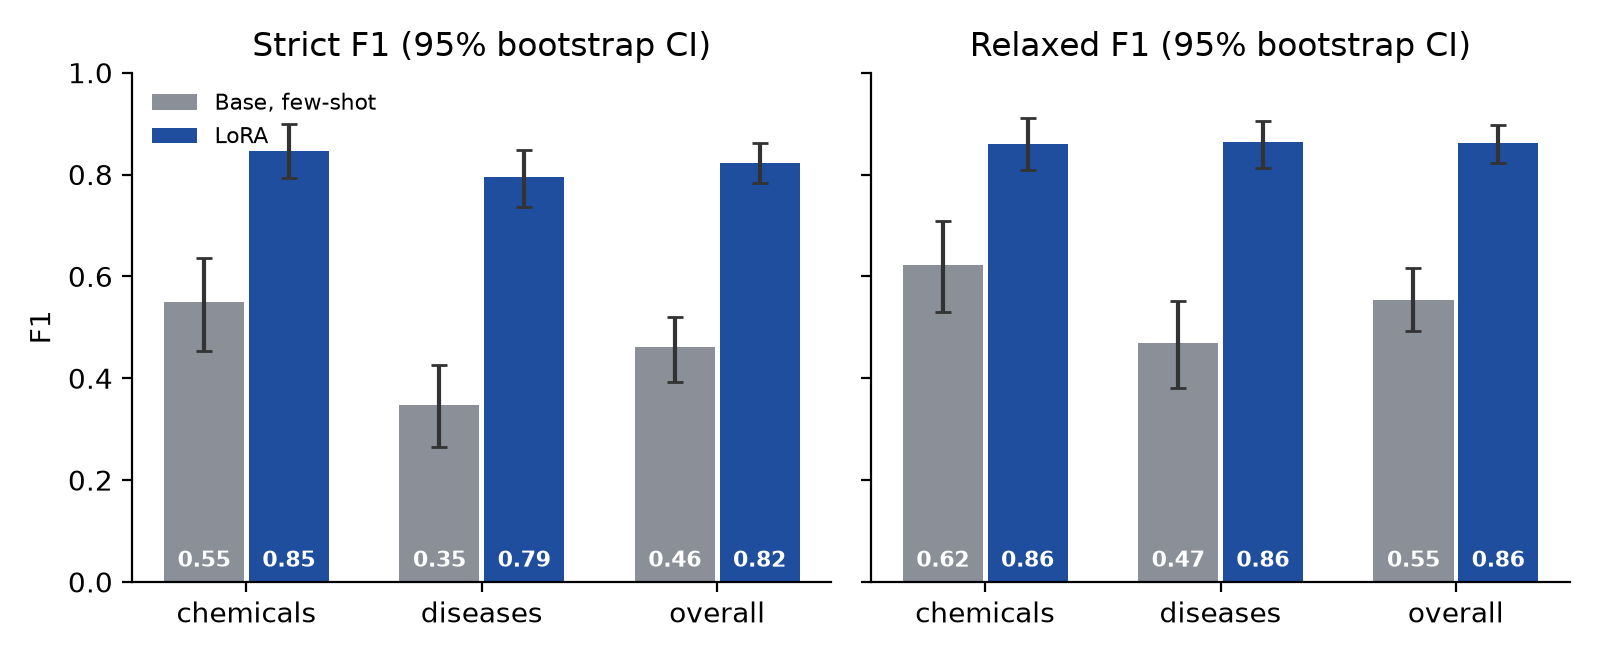 Strict F1 (95% bootstrap CI)
Relaxed F1 (95% bootstrap CI)
F1
1.0
0.8
0.6
0.4
0.2
0.0
Base, few-shot
LoRA
0.55 0.85 0.35 0.79 0.46 0.82
0.62 0.86 0.47 0.86 0.55 0.86
chemicals diseases overall
chemicals diseases overall